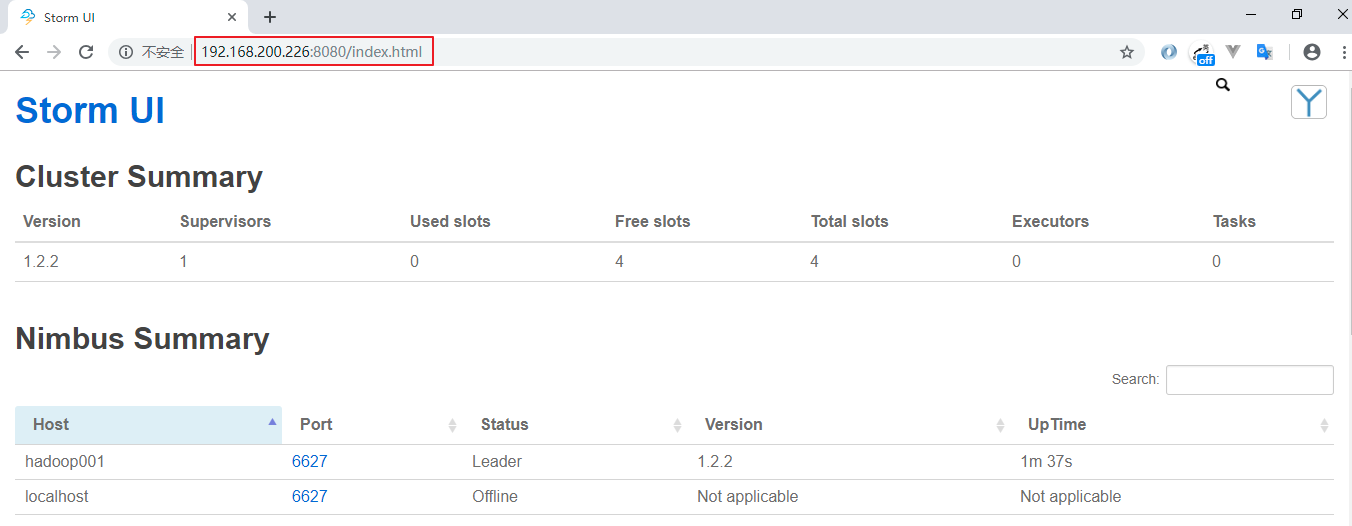 Storm UI
不安全 192.168.200.226:8080/index.html
off
Storm UI
Cluster Summary
Version Supervisors Used slots Free slots Total slots Executors Tasks
1.2.2 1 0 4 4 0 0
Nimbus Summary
Search:
Host Port Status Version UpTime
hadoop001 6627 Leader 1.2.2 1m 37s
localhost 6627 Offline Not applicable Not applicable